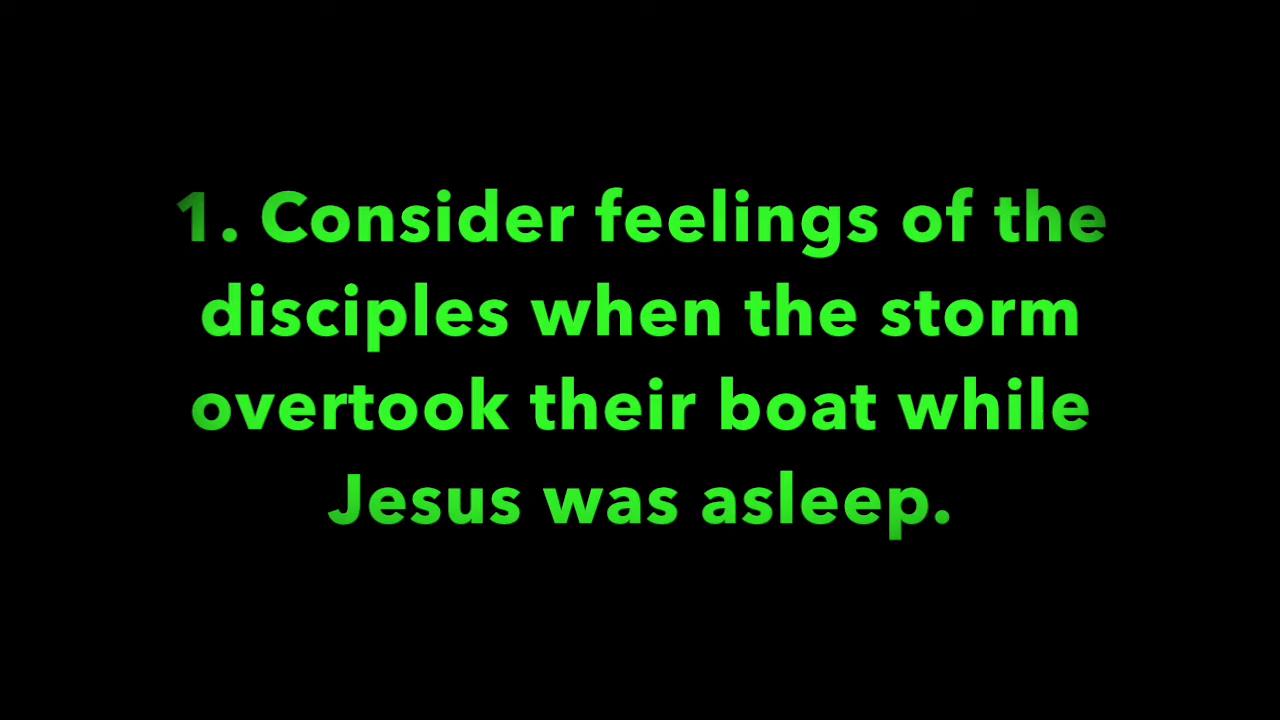 1. Consider feelings of the
disciples when the storm
overtook their boat while
Jesus was asleep.